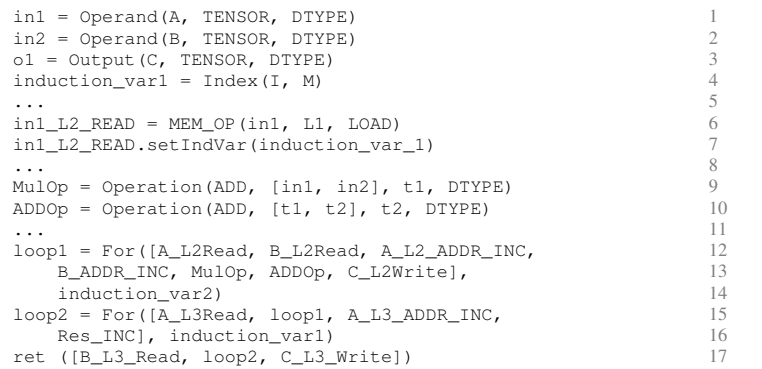 in1 = Operand(A, TENSOR, DTYPE) 1
in2 = Operand(B, TENSOR, DTYPE) 2
o1 = Output(C, TENSOR, DTYPE) 3
induction_var1 = Index(I, M) 4
... 5
in1_L2_READ = MEM_OP(in1, L1, LOAD) 6
in1_L2_READ.setIndVar(induction_var_1) 7
... 8
MulOp = Operation(ADD, [in1, in2], t1, DTYPE) 9
ADDOp = Operation(ADD, [t1, t2], t2, DTYPE) 10
... 11
loop1 = For([A_L2Read, B_L2Read, A_L2_ADDR_INC, 12
    B_ADDR_INC, MulOp, ADDOp, C_L2Write], 13
    induction_var2) 14
loop2 = For([A_L3Read, loop1, A_L3_ADDR_INC, 15
    Res_INC], induction_var1) 16
ret ([B_L3_Read, loop2, C_L3_Write]) 17